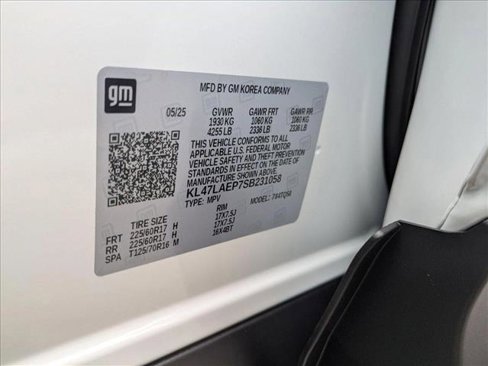 gm
MFD BY GM KOREA COMPANY
05/25 GVWR GAWR FRT GAWR RR
1930 KG 1060 KG 1060 KG
4255 LB 2336 LB 2336 LB
THIS VEHICLE CONFORMS TO ALL
APPLICABLE U.S. FEDERAL MOTOR
VEHICLE SAFETY AND THEFT PREVENTION
STANDARDS IN EFFECT ON THE DATE OF
MANUFACTURE SHOWN ABOVE.
KL47LAEP7SB231058
TYPE: MPV MODEL:
TIRE SIZE RIM
FRT 225/60R17 H 17X7.5J
RR 225/60R17 H 17X7.5J
SPA T125/70R16 M 16X4BT